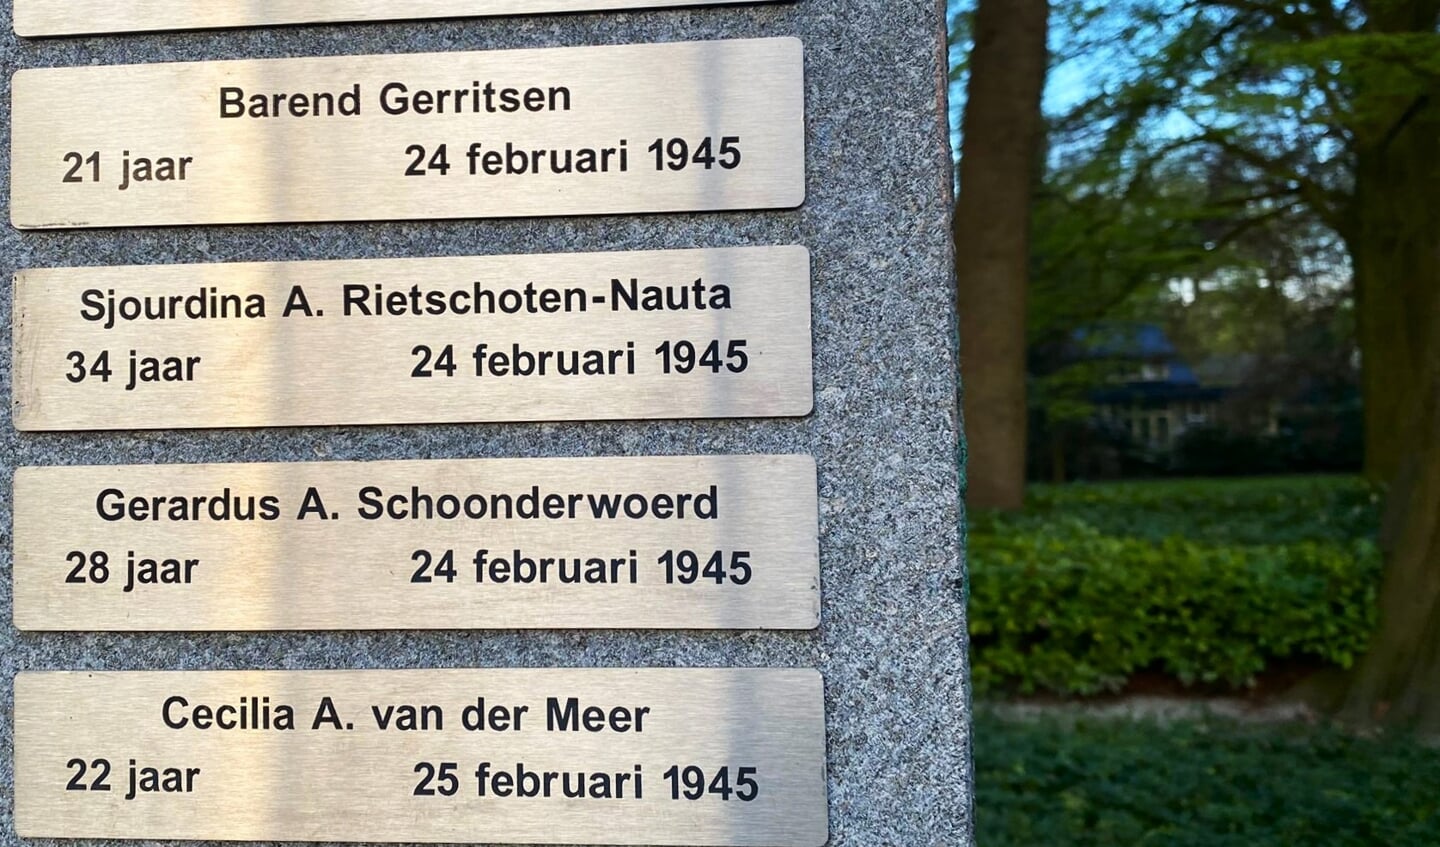 Barend Gerritsen
21 jaar 24 februari 1945
Sjourdina A. Rietschoten-Nauta
34 jaar 24 februari 1945
Gerardus A. Schoonderwoerd
28 jaar 24 februari 1945
Cecilia A. van der Meer
22 jaar 25 februari 1945